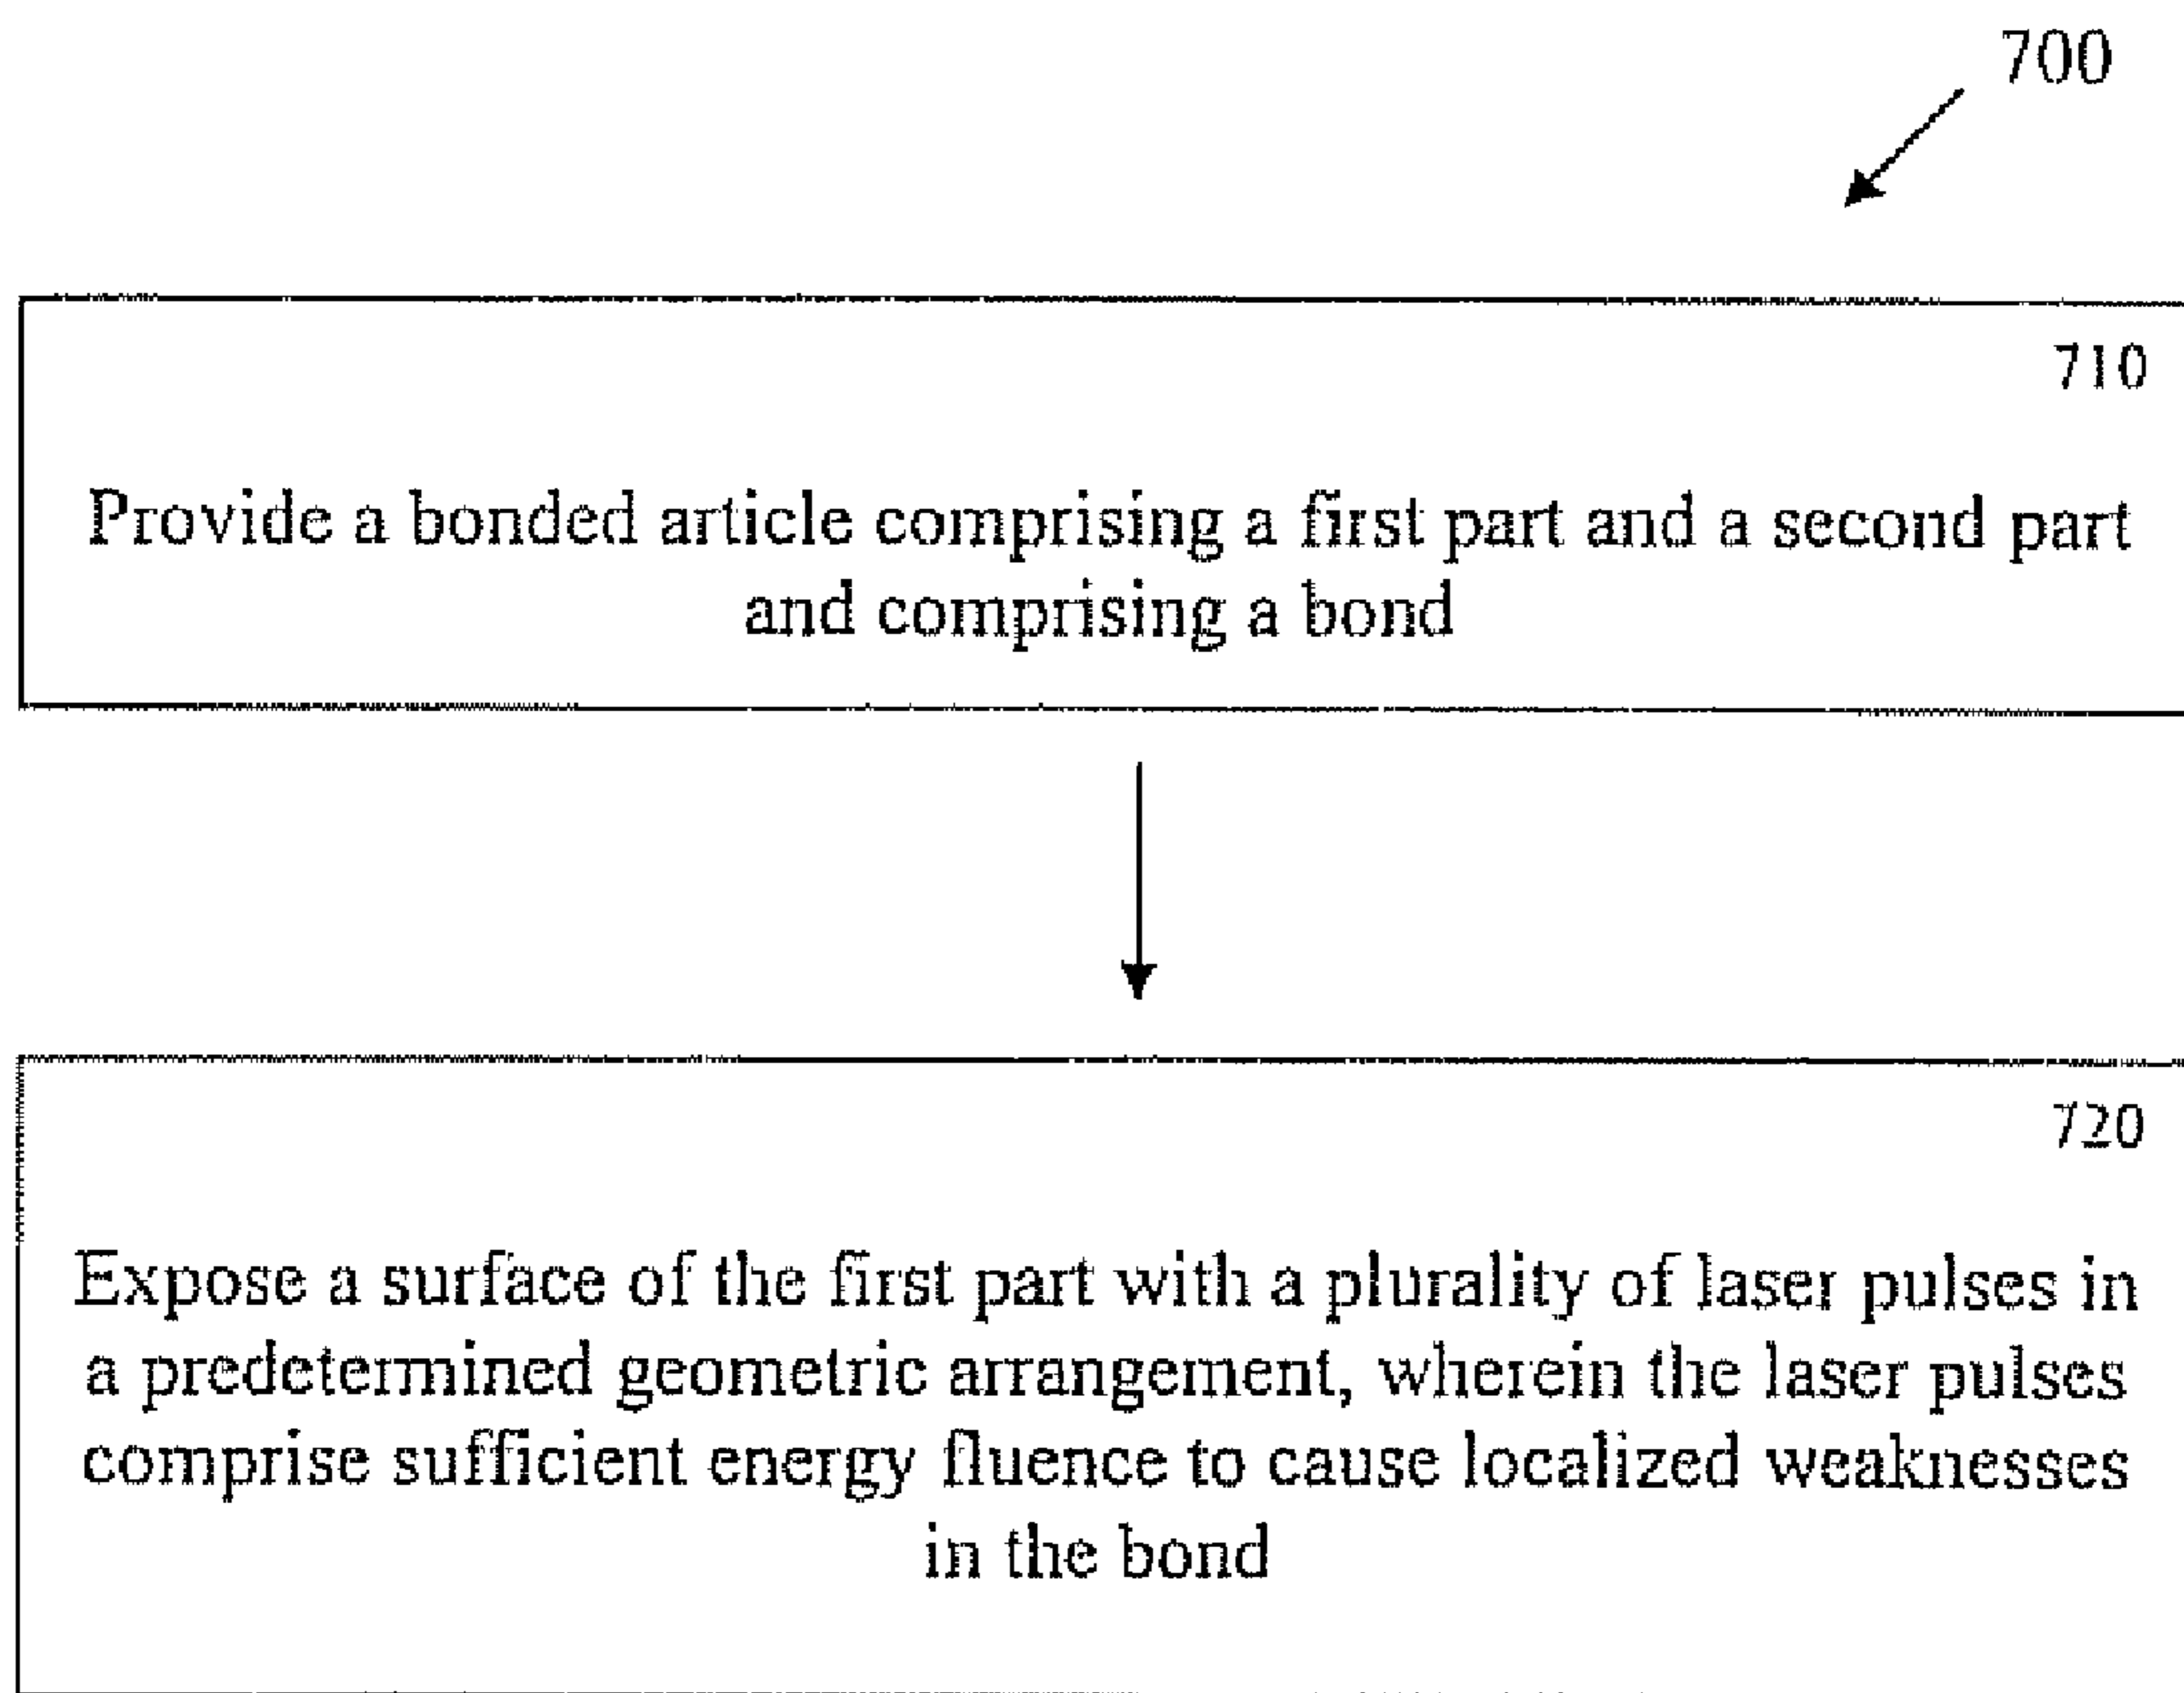 700
710
Provide a bonded article comprising a first part and a second part
and comprising a bond
720
Expose a surface of the first part with a plurality of laser pulses in
a predetermined geometric arrangement, wherein the laser pulses
comprise sufficient energy fluence to cause localized weaknesses
in the bond